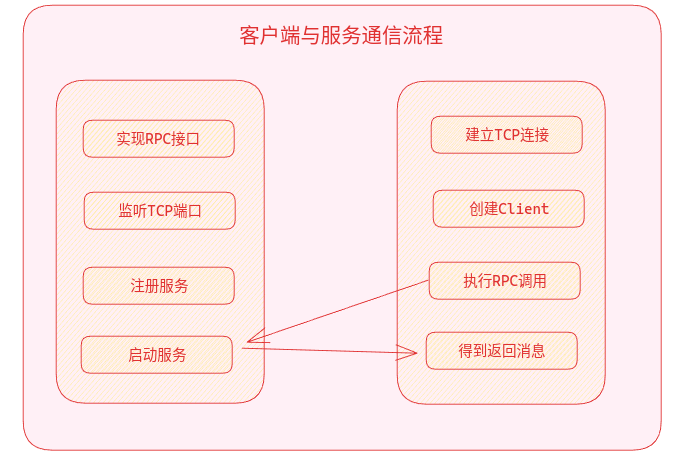 客户端与服务通信流程
实现RPC接口
监听TCP端口
注册服务
启动服务
建立TCP连接
创建Client
执行RPC调用
得到返回消息